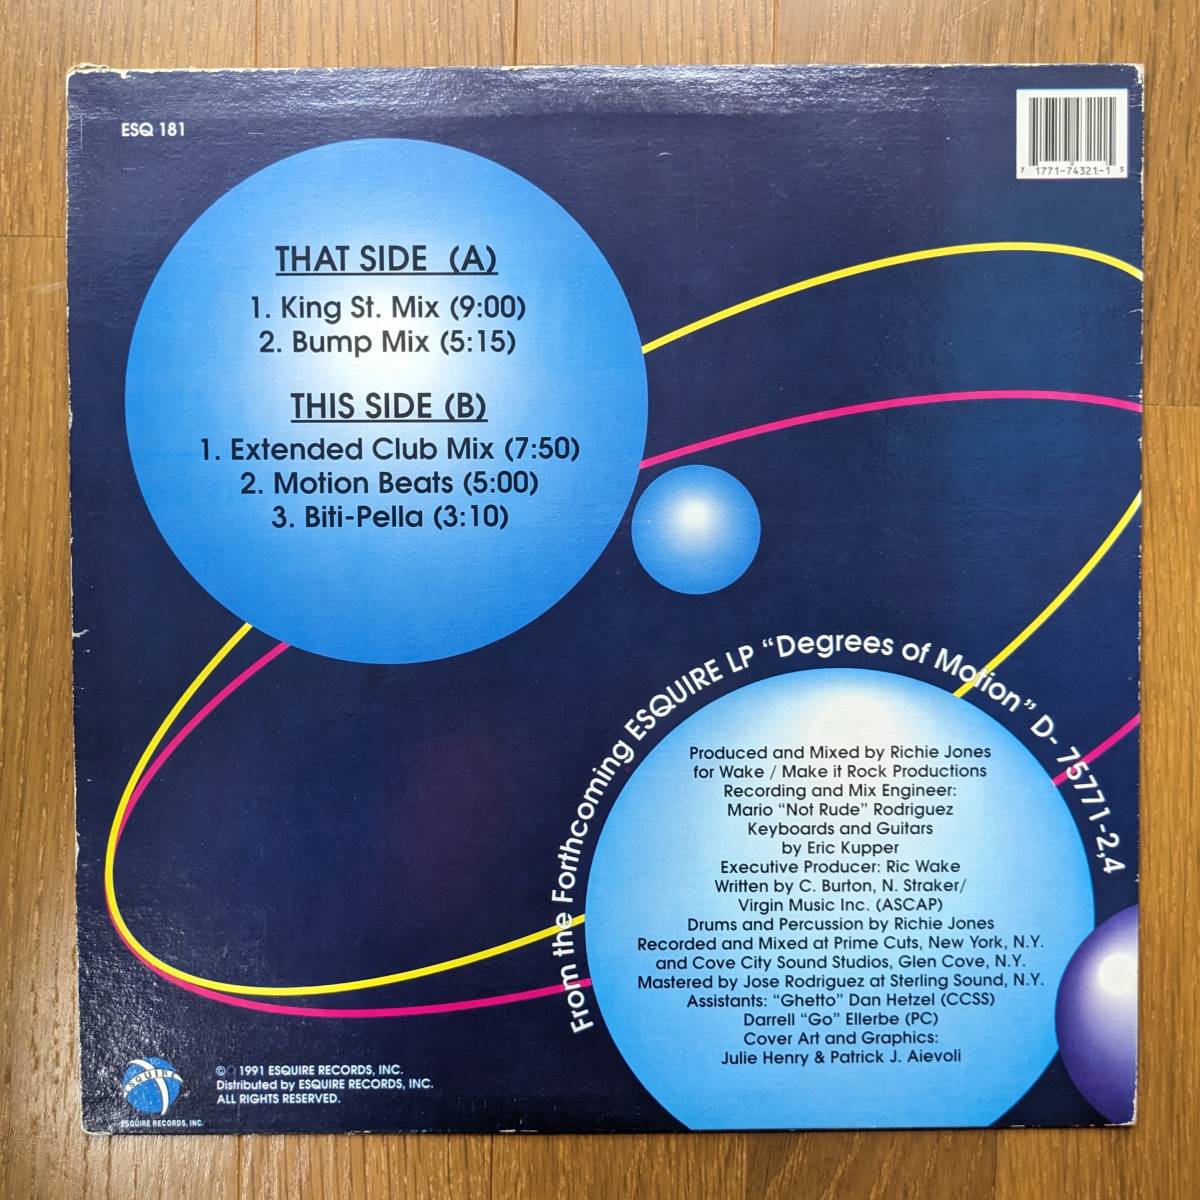 ESQ 181
7 1771-74321-1 5
THAT SIDE (A)
1. King St. Mix (9:00)
2. Bump Mix (5:15)
THIS SIDE (B)
1. Extended Club Mix (7:50)
2. Motion Beats (5:00)
3. Biti-Pella (3:10)
From the Forthcoming ESQUIRE LP "Degrees of Motion" D- 75771-2,4
Produced and Mixed by Richie Jones
for Wake / Make it Rock Productions
Recording and Mix Engineer:
Mario "Not Rude" Rodriguez
Keyboards and Guitars
by Eric Kupper
Executive Producer: Ric Wake
Written by C. Burton, N. Straker/
Virgin Music Inc. (ASCAP)
Drums and Percussion by Richie Jones
Recorded and Mixed at Prime Cuts, New York, N.Y.
and Cove City Sound Studios, Glen Cove, N.Y.
Mastered by Jose Rodriguez at Sterling Sound, N.Y.
Assistants: "Ghetto" Dan Hetzel (CCSS)
Darrell "Go" Ellerbe (PC)
Cover Art and Graphics:
Julie Henry & Patrick J. Aievoli
ESQUIRE
ESQUIRE RECORDS, INC.
© 1991 ESQUIRE RECORDS, INC.
Distributed by ESQUIRE RECORDS, INC.
ALL RIGHTS RESERVED.